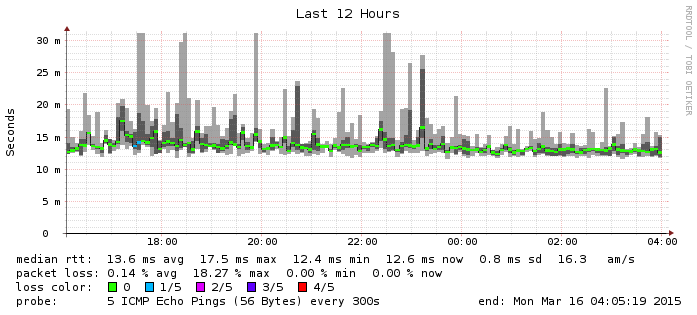 Last 12 Hours
RRDTOOL / TOBI OETIKER
Seconds
30 m
25 m
20 m
15 m
10 m
5 m
0
18:00 20:00 22:00 00:00 02:00 04:00
median rtt: 13.6 ms avg 17.5 ms max 12.4 ms min 12.6 ms now 0.8 ms sd 16.3 am/s
packet loss: 0.14 % avg 18.27 % max 0.00 % min 0.00 % now
loss color: 0 1/5 2/5 3/5 4/5
probe: 5 ICMP Echo Pings (56 Bytes) every 300s end: Mon Mar 16 04:05:19 2015